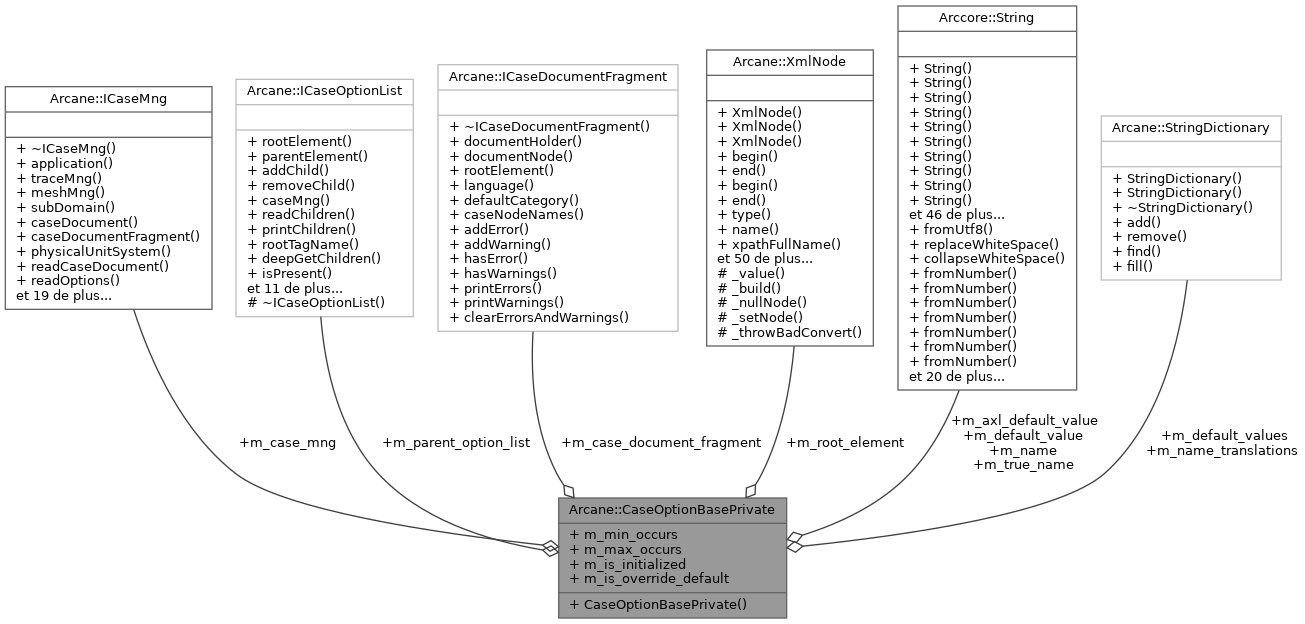 Arcane::ICaseMng
+ ~ICaseMng()
+ application()
+ traceMng()
+ meshMng()
+ subDomain()
+ caseDocument()
+ caseDocumentFragment()
+ physicalUnitSystem()
+ readCaseDocument()
+ readOptions()
et 19 de plus...
Arcane::ICaseOptionList
+ rootElement()
+ parentElement()
+ addChild()
+ removeChild()
+ caseMng()
+ readChildren()
+ printChildren()
+ rootTagName()
+ deepGetChildren()
+ isPresent()
et 11 de plus...
# ~ICaseOptionList()
Arcane::ICaseDocumentFragment
+ ~ICaseDocumentFragment()
+ documentHolder()
+ documentNode()
+ rootElement()
+ language()
+ defaultCategory()
+ caseNodeNames()
+ addError()
+ addWarning()
+ hasError()
+ hasWarnings()
+ printErrors()
+ printWarnings()
+ clearErrorsAndWarnings()
Arcane::XmlNode
+ XmlNode()
+ XmlNode()
+ XmlNode()
+ begin()
+ end()
+ begin()
+ end()
+ type()
+ name()
+ xpathFullName()
et 50 de plus...
# _value()
# _build()
# _nullNode()
# _setNode()
# _throwBadConvert()
Arccore::String
+ String()
+ String()
+ String()
+ String()
+ String()
+ String()
+ String()
+ String()
+ String()
+ String()
et 46 de plus...
+ fromUtf8()
+ replaceWhiteSpace()
+ collapseWhiteSpace()
+ fromNumber()
+ fromNumber()
+ fromNumber()
+ fromNumber()
+ fromNumber()
+ fromNumber()
+ fromNumber()
et 20 de plus...
Arcane::StringDictionary
+ StringDictionary()
+ StringDictionary()
+ ~StringDictionary()
+ add()
+ remove()
+ find()
+ fill()
+m_case_mng
+m_parent_option_list
+m_case_document_fragment
+m_root_element
+m_axl_default_value
+m_default_value
+m_name
+m_true_name
+m_default_values
+m_name_translations
Arcane::CaseOptionBasePrivate
+ m_min_occurs
+ m_max_occurs
+ m_is_initialized
+ m_is_override_default
+ CaseOptionBasePrivate()